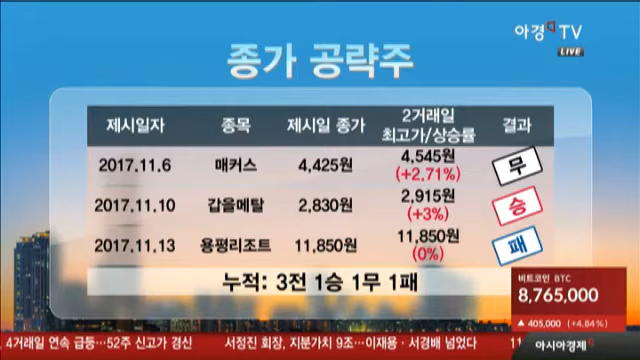 아경 TV
LIVE
종가 공략주
제시일자 종목 제시일 종가 2거래일 최고가/상승률 결과
2017.11.6 매커스 4,425원 4,545원 (+2.71%) 무
2017.11.10 갑을메탈 2,830원 2,915원 (+3%) 승
2017.11.13 용평리조트 11,850원 11,850원 (0%) 패
누적: 3전 1승 1무 1패
비트코인 BTC
8,765,000
▲ 405,000 (+4.84%)
4거래일 연속 급등…52주 신고가 경신 서정진 회장, 지분가치 9조…이재용·서경배 넘었다 11
아시아경제